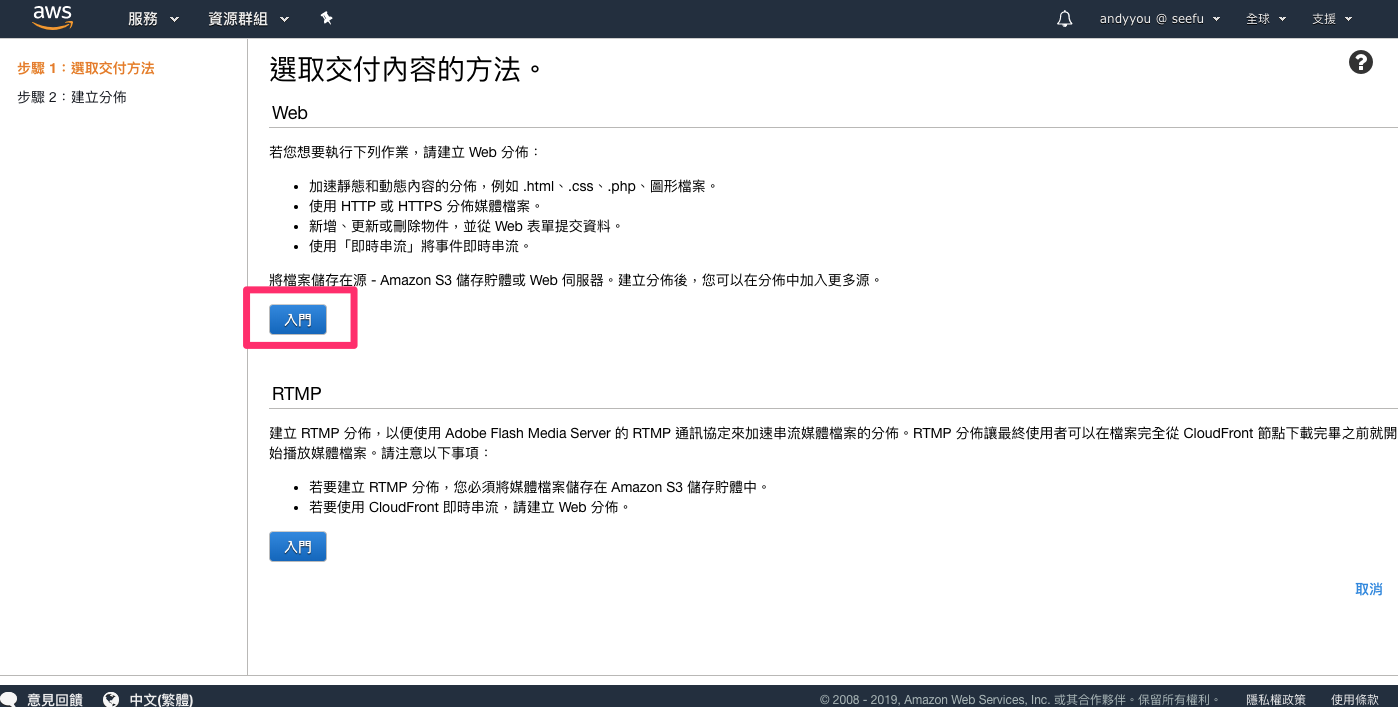 aws 服務 資源群組 andyyou @ seefu 全球 支援
步驟 1：選取交付方法
步驟 2：建立分佈
選取交付內容的方法。
?
Web
若您想要執行下列作業，請建立 Web 分佈：
• 加速靜態和動態內容的分佈，例如 .html、.css、.php、圖形檔案。
• 使用 HTTP 或 HTTPS 分佈媒體檔案。
• 新增、更新或刪除物件，並從 Web 表單提交資料。
• 使用「即時串流」將事件即時串流。
將檔案儲存在源 - Amazon S3 儲存貯體或 Web 伺服器。建立分佈後，您可以在分佈中加入更多源。
入門
RTMP
建立 RTMP 分佈，以便使用 Adobe Flash Media Server 的 RTMP 通訊協定來加速串流媒體檔案的分佈。RTMP 分佈讓最終使用者可以在檔案完全從 CloudFront 節點下載完畢之前就開
始播放媒體檔案。請注意以下事項：
• 若要建立 RTMP 分佈，您必須將媒體檔案儲存在 Amazon S3 儲存貯體中。
• 若要使用 CloudFront 即時串流，請建立 Web 分佈。
入門
取消
意見回饋 中文(繁體) © 2008 - 2019, Amazon Web Services, Inc. 或其合作夥伴。保留所有權利。 隱私權政策 使用條款